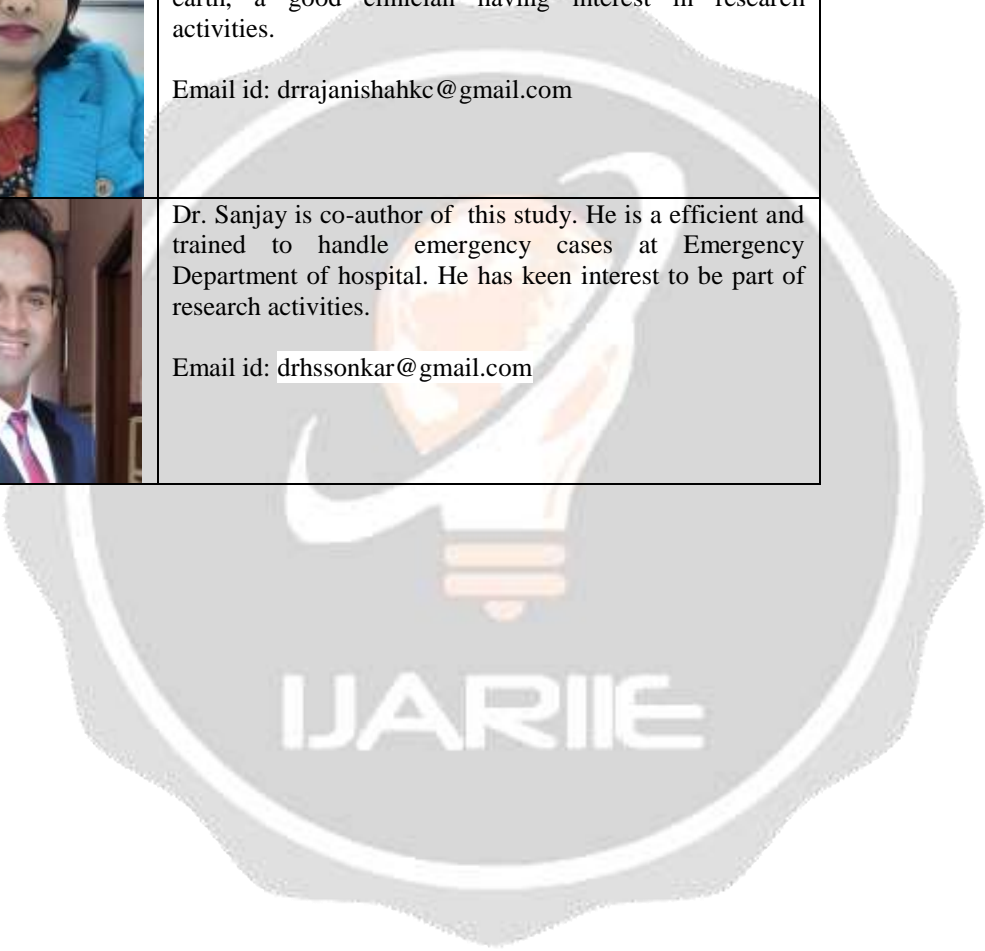 earth, a good clinician having interest in research
activities.
Email id: drrajanishahkc@gmail.com
Dr. Sanjay is co-author of  this study. He is a efficient and
trained to handle emergency cases at Emergency
Department of hospital. He has keen interest to be part of
research activities.
Email id: drhssonkar@gmail.com
IJARIIE